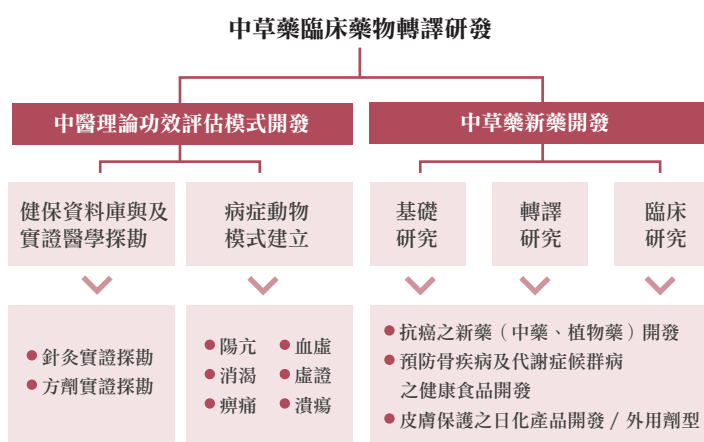 中草藥臨床藥物轉譯研發
中醫理論功效評估模式開發
中草藥新藥開發
健保資料庫與及
實證醫學探勘
病症動物
模式建立
基礎
研究
轉譯
研究
臨床
研究
針灸實證探勘
方劑實證探勘
陽亢
血虛
消渴
虛證
痹痛
潰瘍
抗癌之新藥（中藥、植物藥）開發
預防骨疾病及代謝症候群病
之健康食品開發
皮膚保護之日化產品開發 / 外用劑型